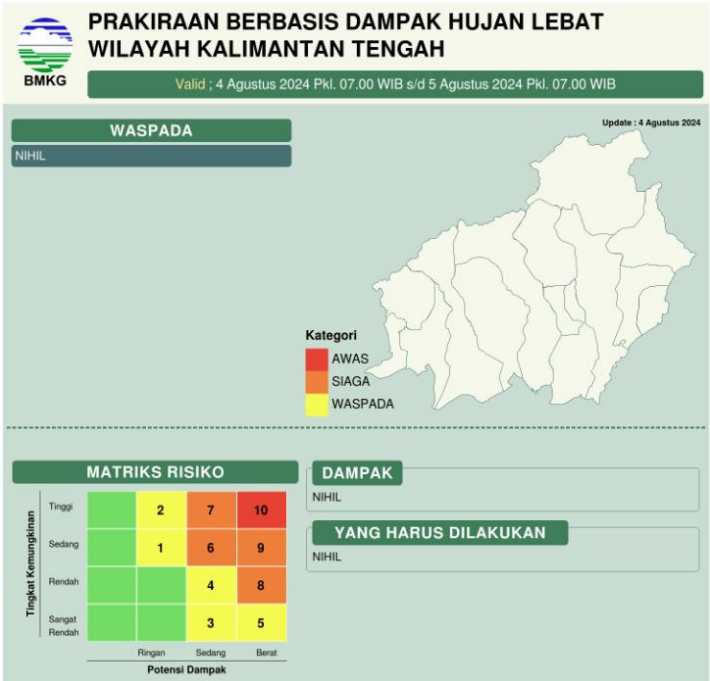 BMKG
PRAKIRAAN BERBASIS DAMPAK HUJAN LEBAT
WILAYAH KALIMANTAN TENGAH
Valid ; 4 Agustus 2024 Pkl. 07.00 WIB s/d 5 Agustus 2024 Pkl. 07.00 WIB
WASPADA
NIHIL
Update : 4 Agustus 2024
Kategori
AWAS
SIAGA
WASPADA
MATRIKS RISIKO
Tingkat Kemungkinan
Tinggi 2 7 10
Sedang 1 6 9
Rendah 4 8
Sangat
Rendah 3 5
Ringan Sedang Berat
Potensi Dampak
DAMPAK
NIHIL
YANG HARUS DILAKUKAN
NIHIL